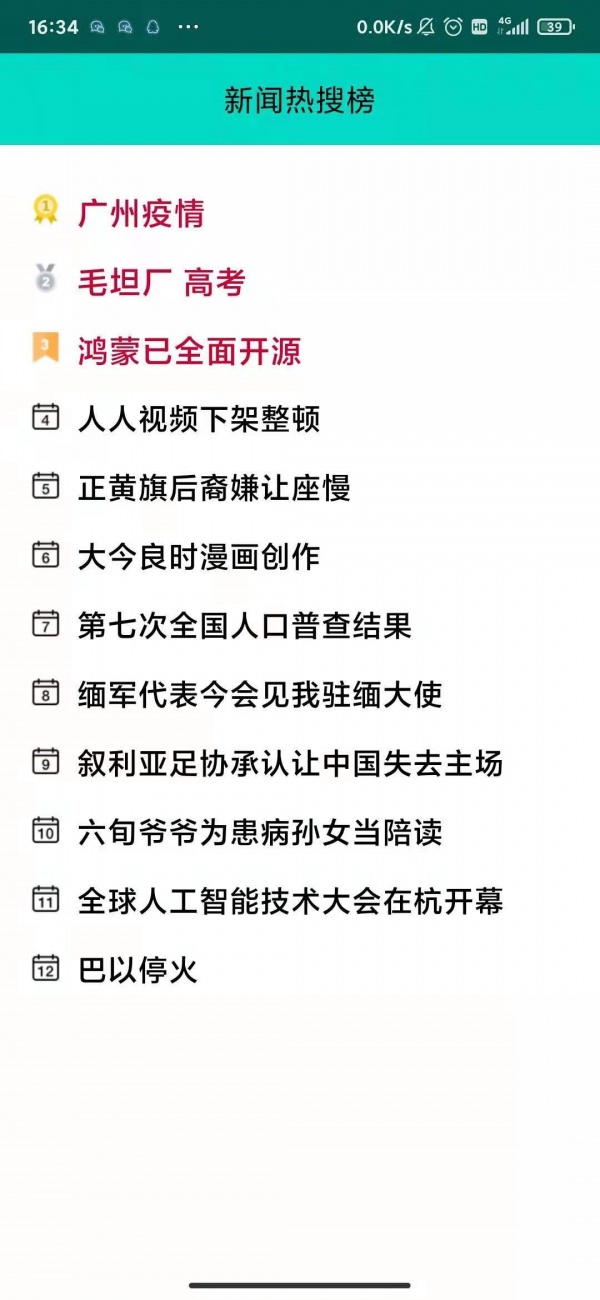 16:34 ··· 0.0K/s HD 4G 39
新闻热搜榜
1 广州疫情
2 毛坦厂 高考
3 鸿蒙已全面开源
4 人人视频下架整顿
5 正黄旗后裔嫌让座慢
6 大今良时漫画创作
7 第七次全国人口普查结果
8 缅军代表今会见我驻缅大使
9 叙利亚足协承认让中国失去主场
10 六旬爷爷为患病孙女当陪读
11 全球人工智能技术大会在杭开幕
12 巴以停火